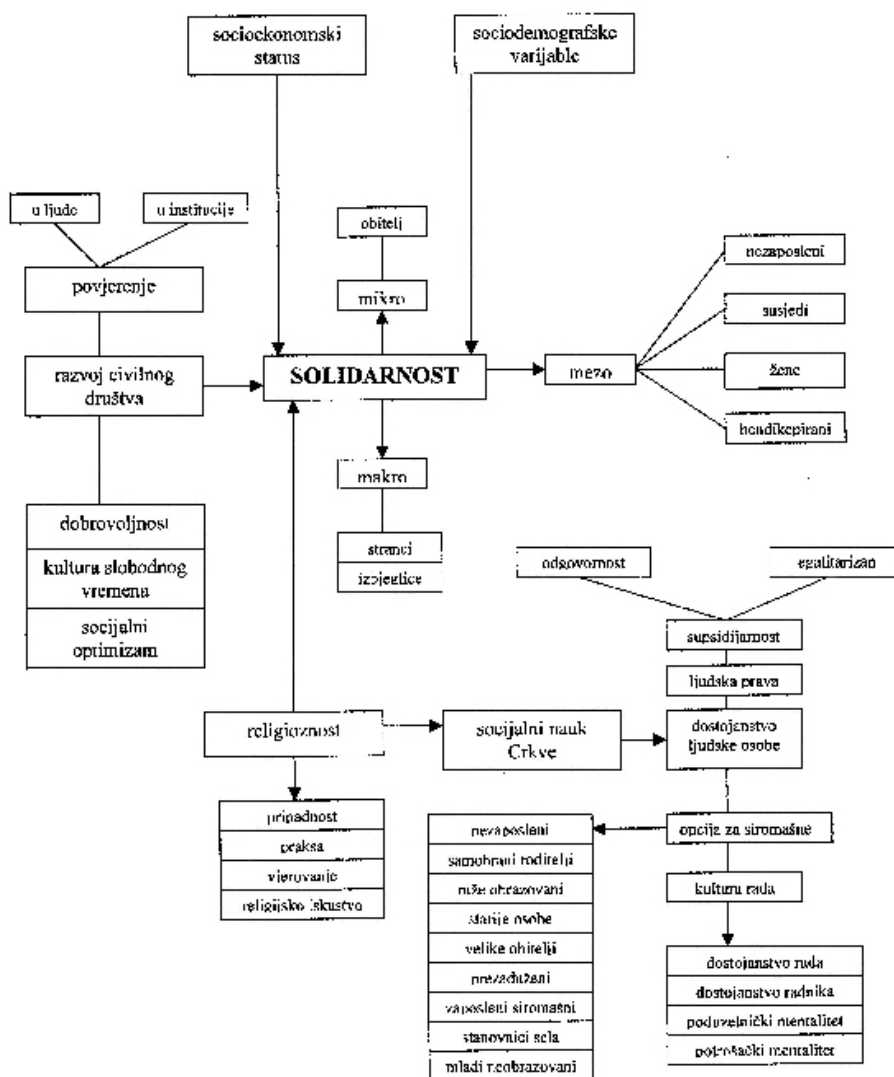 socioekonomski
status
sociodemografske
varijable
u ljude
u institucije
povjerenje
razvoj civilnog
društva
dobrovoljnost
kultura slobodnog
vremena
socijalni
optimizam
obitelj
mikro
SOLIDARNOST
makro
stranci
izbjeglice
mezo
nezaposleni
susjedi
žene
hendikepirani
odgovornost
egalitarizam
supsidijarnost
ljudska prava
dostojanstvo
ljudske osobe
religioznost
socijalni nauk
Crkve
pripadnost
praksa
vjerovanje
religijsko iskustvo
opcija za siromašne
nezaposleni
samohrani roditelji
niže obrazovani
starije osobe
velike obitelji
prezaduženi
zaposleni siromašni
stanovnici sela
mladi neobrazovani
kultura rada
dostojanstvo rada
dostojanstvo radnika
poduzetnički mentalitet
potrošački mentalitet